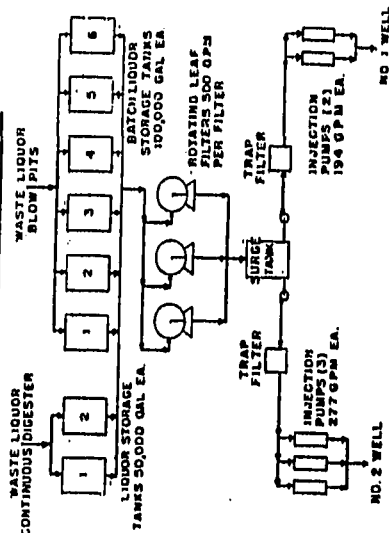 WASTE LIQUOR
CONTINUOUS DIGESTER
WASTE LIQUOR
BLOW PITS
1
2
1
2
3
4
5
6
LIQUOR STORAGE
TANKS 50,000 GAL EA.
BATCH LIQUOR
STORAGE TANKS
100,000 GAL EA.
ROTATING LEAF
FILTERS 500 GPM
PER FILTER
TRAP
FILTER
SURGE
TANK
TRAP
FILTER
INJECTION
PUMPS (3)
277 GPM EA.
INJECTION
PUMPS (2)
194 GPM EA.
NO. 2 WELL
NO. 1 WELL